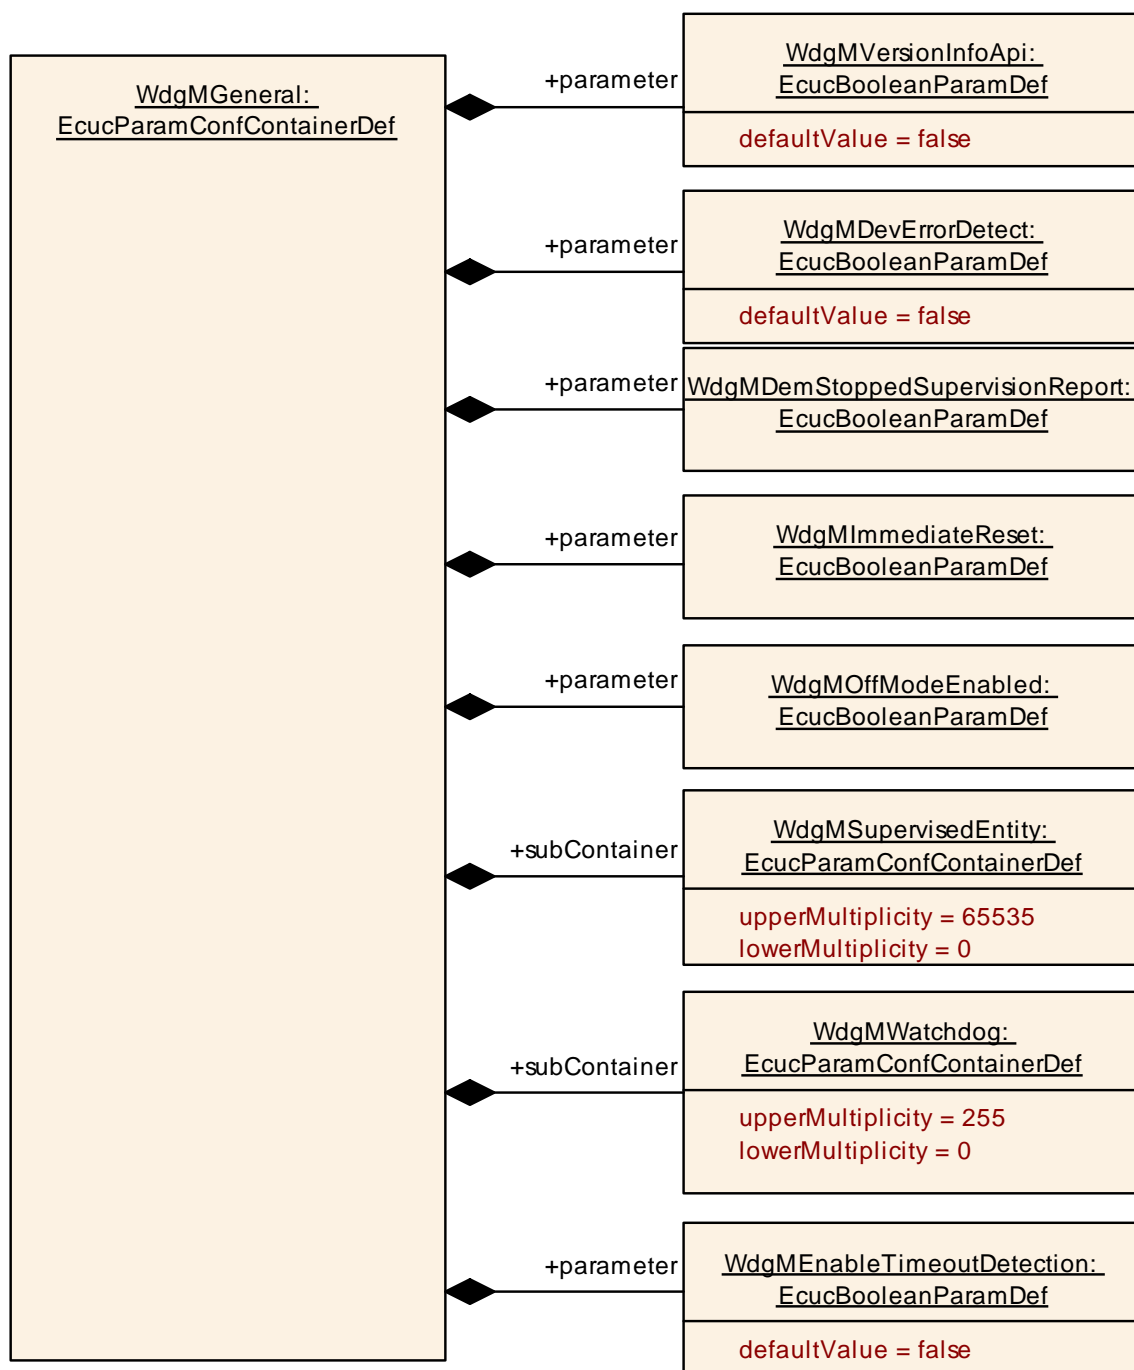 WdgMGeneral:
EcucParamConfContainerDef
+parameter
WdgMVersionInfoApi:
EcucBooleanParamDef
defaultValue = false
+parameter
WdgMDevErrorDetect:
EcucBooleanParamDef
defaultValue = false
+parameter
WdgMDemStoppedSupervisionReport:
EcucBooleanParamDef
+parameter
WdgMImmediateReset:
EcucBooleanParamDef
+parameter
WdgMOffModeEnabled:
EcucBooleanParamDef
+subContainer
WdgMSupervisedEntity:
EcucParamConfContainerDef
upperMultiplicity = 65535
lowerMultiplicity = 0
+subContainer
WdgMWatchdog:
EcucParamConfContainerDef
upperMultiplicity = 255
lowerMultiplicity = 0
+parameter
WdgMEnableTimeoutDetection:
EcucBooleanParamDef
defaultValue = false